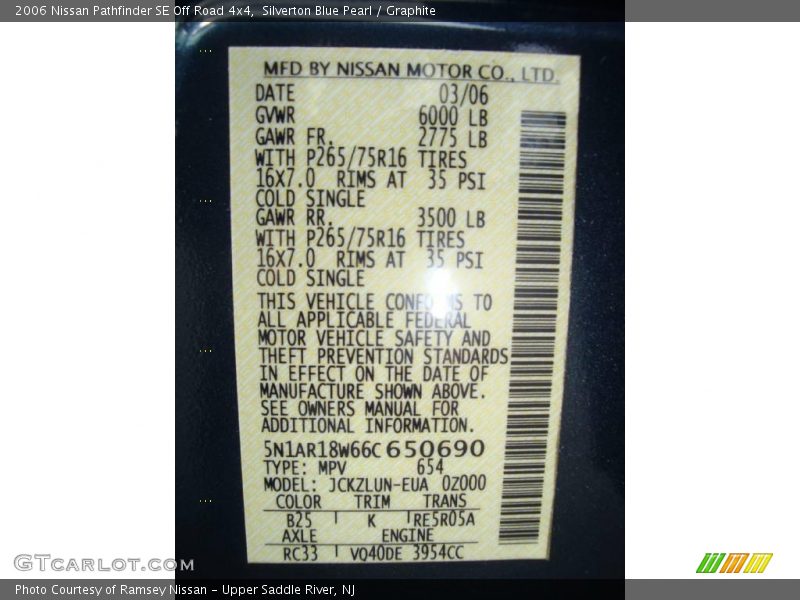 2006 Nissan Pathfinder SE Off Road 4x4, Silverton Blue Pearl / Graphite
MFD BY NISSAN MOTOR CO., LTD.
DATE 03/06
GVWR 6000 LB
GAWR FR. 2775 LB
WITH P265/75R16 TIRES
16X7.0 RIMS AT 35 PSI
COLD SINGLE
GAWR RR. 3500 LB
WITH P265/75R16 TIRES
16X7.0 RIMS AT 35 PSI
COLD SINGLE
THIS VEHICLE CONFORMS TO
ALL APPLICABLE FEDERAL
MOTOR VEHICLE SAFETY AND
THEFT PREVENTION STANDARDS
IN EFFECT ON THE DATE OF
MANUFACTURE SHOWN ABOVE.
SEE OWNERS MANUAL FOR
ADDITIONAL INFORMATION.
5N1AR18W66C650690
TYPE: MPV 654
MODEL: JCKZLUN-EUA 0Z000
COLOR TRIM TRANS
B25 K RE5R05A
AXLE ENGINE
RC33 VQ40DE 3954CC
GTCarLot.com
Photo Courtesy of Ramsey Nissan - Upper Saddle River, NJ